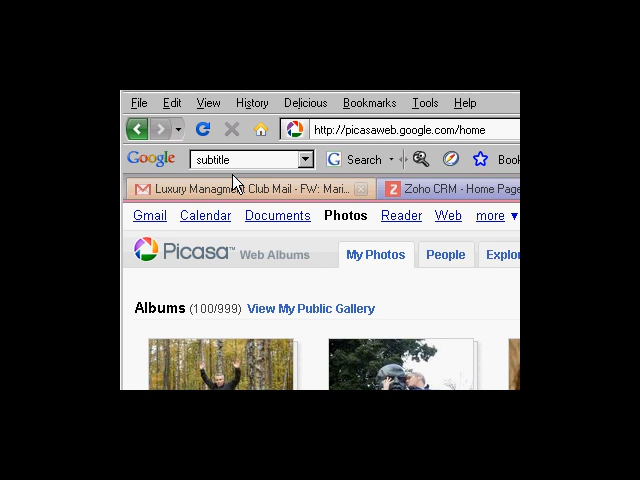 File Edit View History Delicious Bookmarks Tools Help
http://picasaweb.google.com/home
Google subtitle G Search Book
Luxury Managment Club Mail - FW: Mari... Zoho CRM - Home Page
Gmail Calendar Documents Photos Reader Web more ▼
Picasa™ Web Albums My Photos People Explor
Albums (100/999) View My Public Gallery